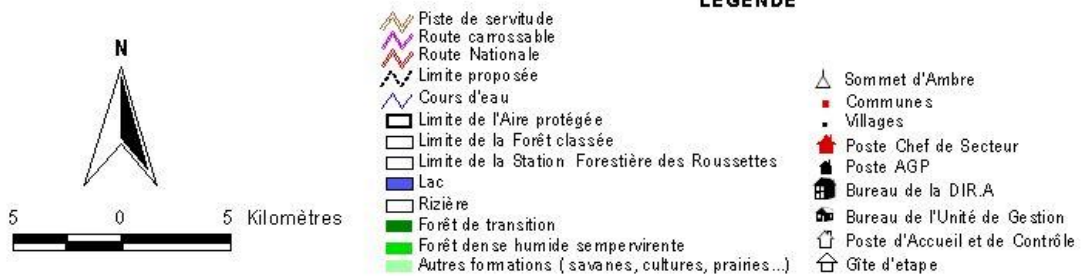 LEGENDE
N
5 0 5 Kilomètres
Piste de servitude
Route carrossable
Route Nationale
Limite proposée
Cours d'eau
Limite de l'Aire protégée
Limite de la Forêt classée
Limite de la Station Forestière des Roussettes
Lac
Rizière
Forêt de transition
Forêt dense humide sempervirente
Autres formations ( savanes, cultures, prairies...)
Sommet d'Ambre
Communes
Villages
Poste Chef de Secteur
Poste AGP
Bureau de la DIR.A
Bureau de l'Unité de Gestion
Poste d'Accueil et de Contrôle
Gîte d'etape